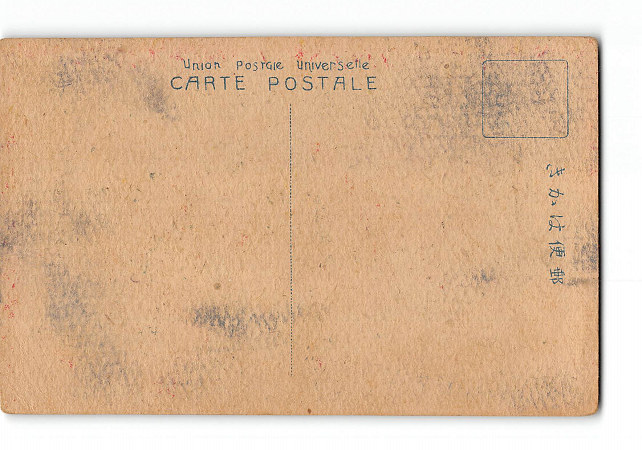 Union Postale Universelle.
CARTE POSTALE
きかは便郵